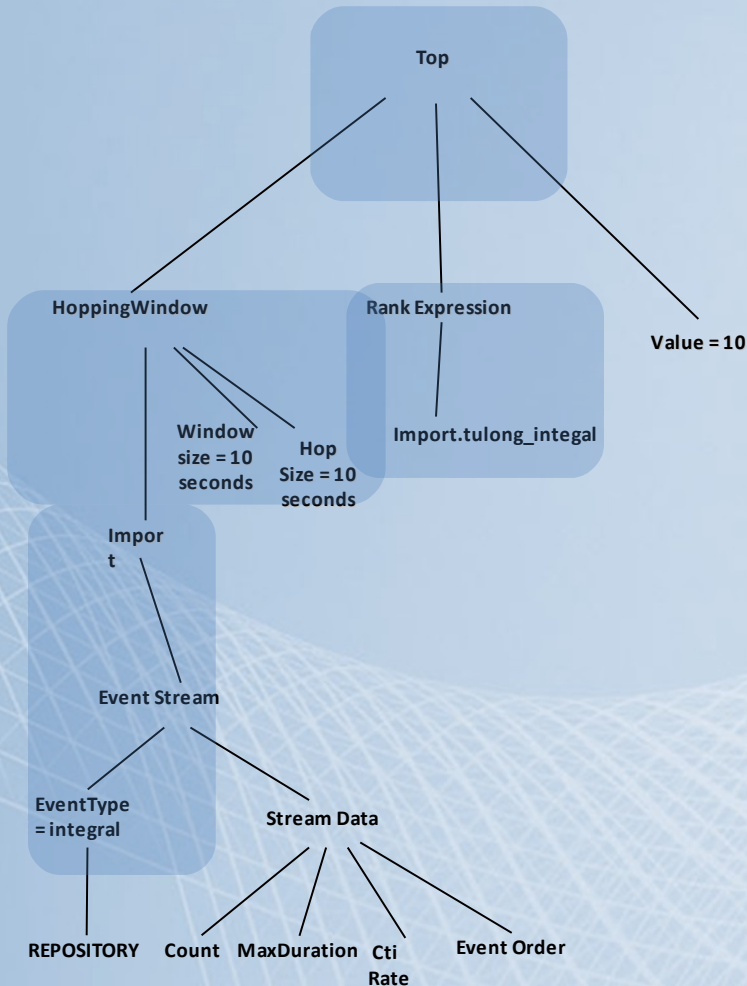 Top
HoppingWindow
Rank Expression
Value = 10
Window
size = 10
seconds
Hop
Size = 10
seconds
Import.tulong_integal
Impor
t
Event Stream
EventType
= integral
Stream Data
REPOSITORY
Count
MaxDuration
Cti
Rate
Event Order